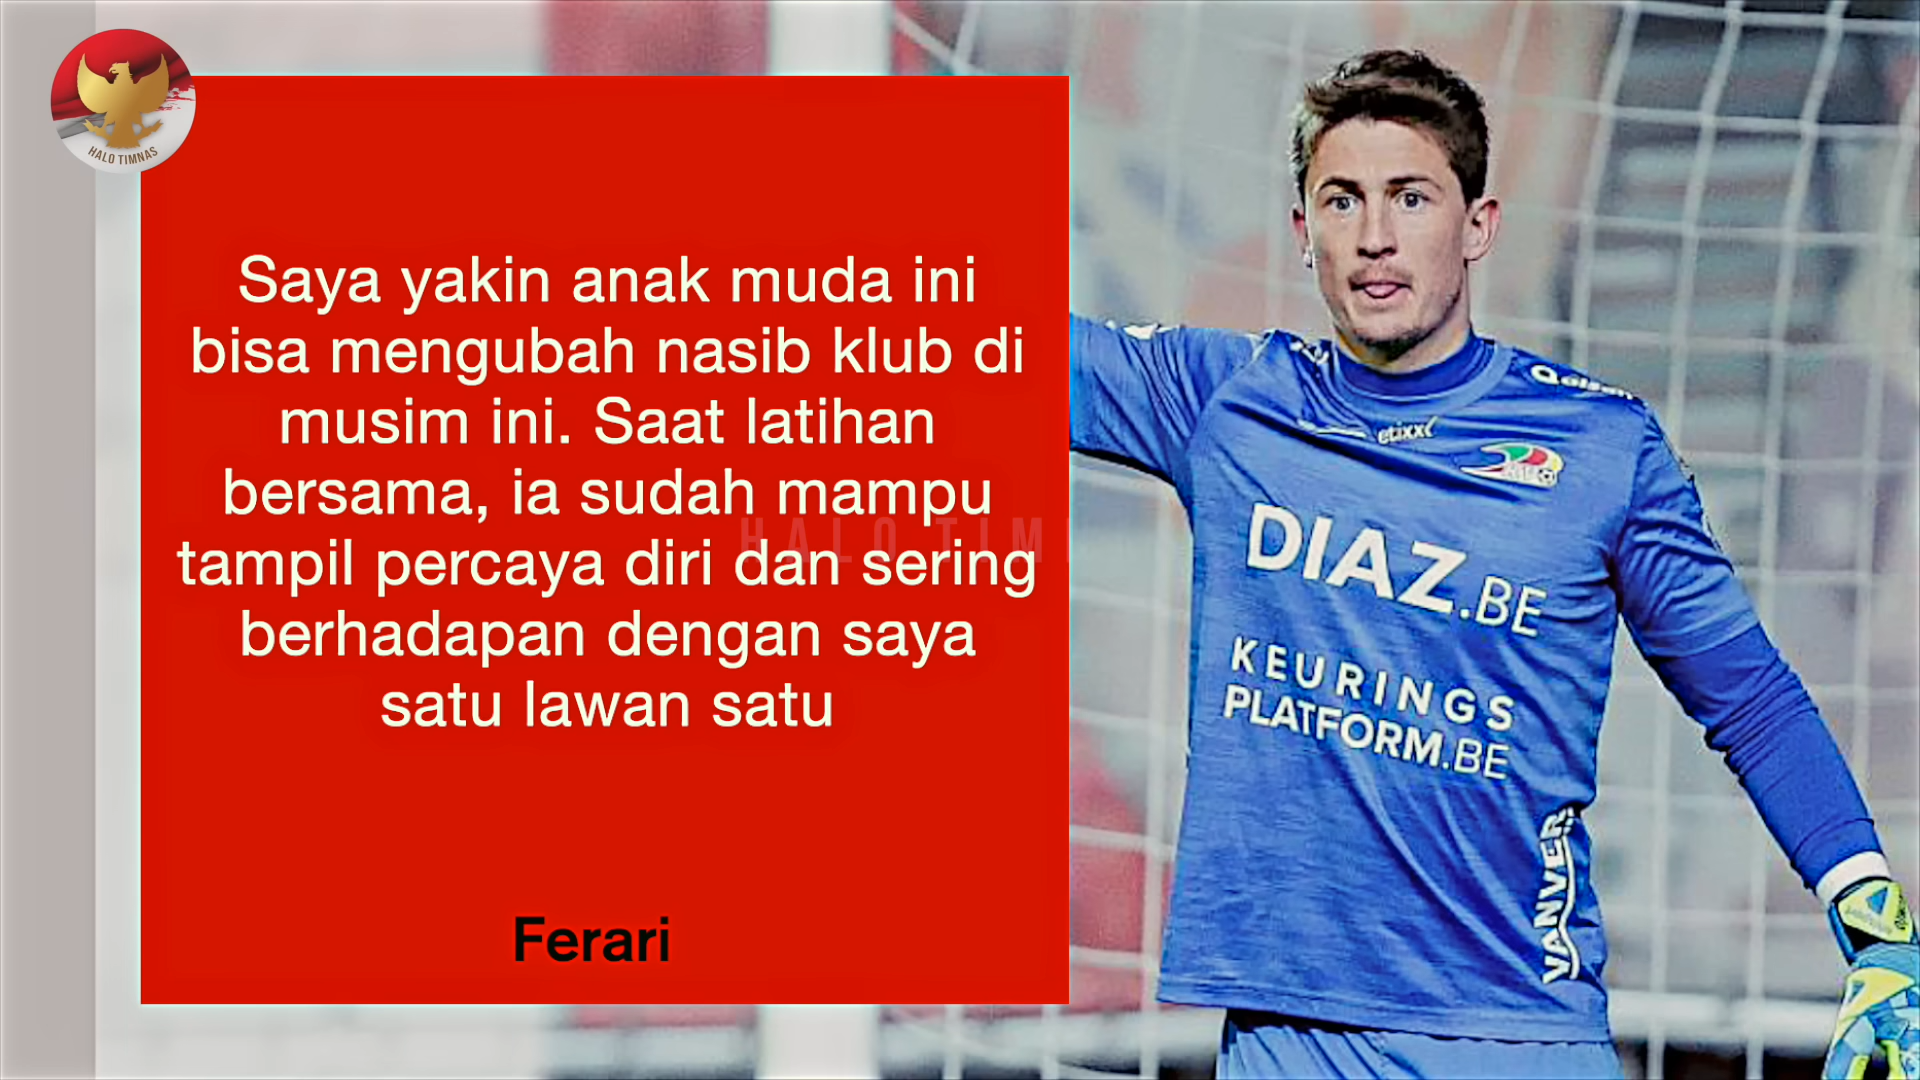 HALO TIMNAS
Saya yakin anak muda ini
bisa mengubah nasib klub di
musim ini. Saat latihan
bersama, ia sudah mampu
tampil percaya diri dan sering
berhadapan dengan saya
satu lawan satu
Ferari
HALO TIM
etixx
DIAZ.BE
KEURINGS
PLATFORM.BE
VANVER